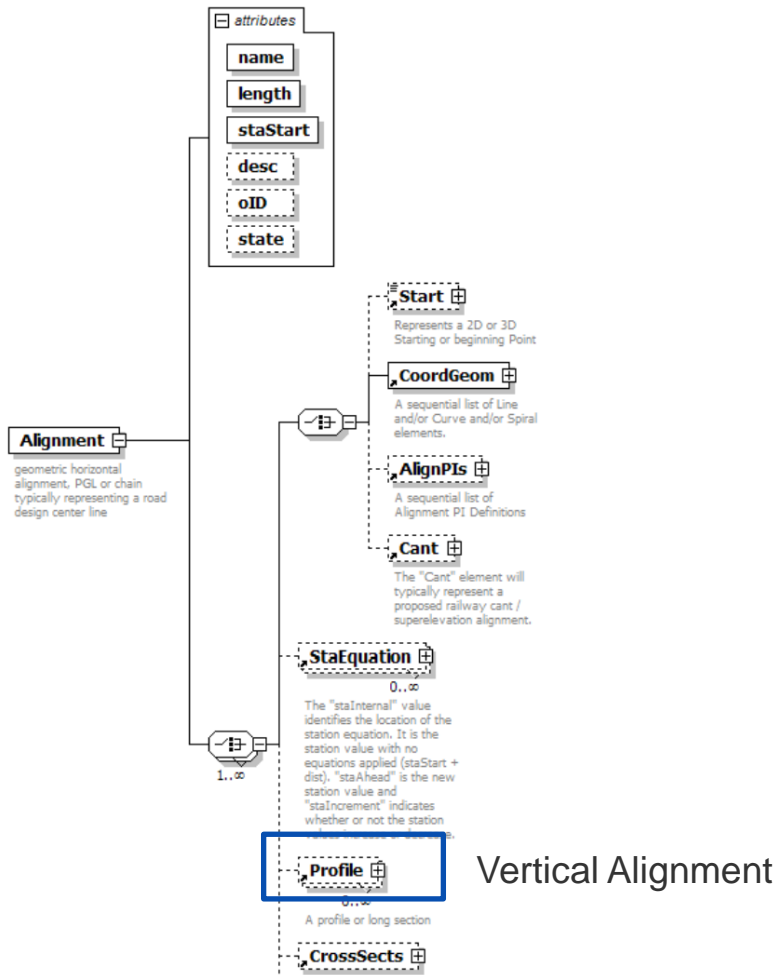 attributes
name
length
staStart
desc
oID
state
Start
Represents a 2D or 3D
Starting or beginning Point
CoordGeom
A sequential list of Line
and/or Curve and/or Spiral
elements.
Alignment
geometric horizontal
alignment, PGL or chain
typically representing a road
design center line
AlignPIs
A sequential list of
Alignment PI Definitions
Cant
The "Cant" element will
typically represent a
proposed railway cant /
superelevation alignment.
StaEquation
0..∞
The "staInternal" value
identifies the location of the
station equation. It is the
station value with no
equations applied (staStart +
dist). "staAhead" is the new
station value and
"staIncrement" indicates
whether or not the station
1..∞
Profile
Vertical Alignment
0..∞
A profile or long section
CrossSects